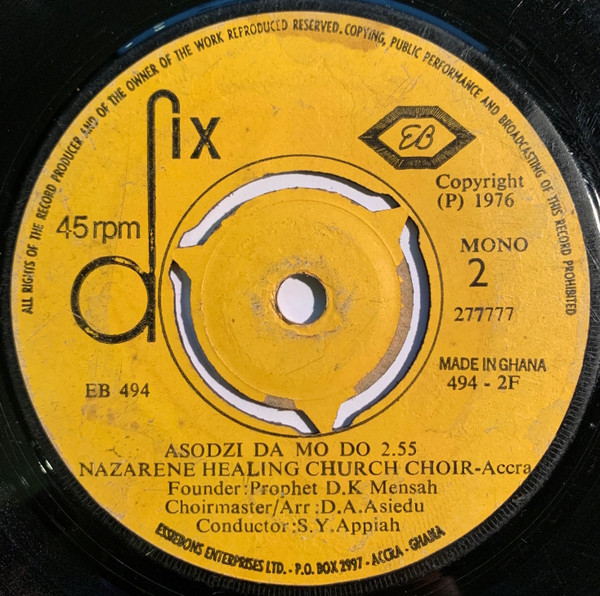 ALL RIGHTS OF THE RECORD PRODUCER AND OF THE OWNER OF THE WORK REPRODUCED RESERVED. COPYING, PUBLIC PERFORMANCE AND BROADCASTING OF THIS RECORD PROHIBITED
dix
EB
45 rpm
Copyright
(P) 1976
MONO
2
277777
MADE IN GHANA
494 - 2F
EB 494
ASODZI DA MO DO 2.55
NAZARENE HEALING CHURCH CHOIR-Accra
Founder:Prophet D.K Mensah
Choirmaster/Arr :D.A.Asiedu
Conductor:S.Y.Appiah
ESSIEBONS ENTERPRISES LTD. - P.O. BOX 2997 - ACCRA - GHANA